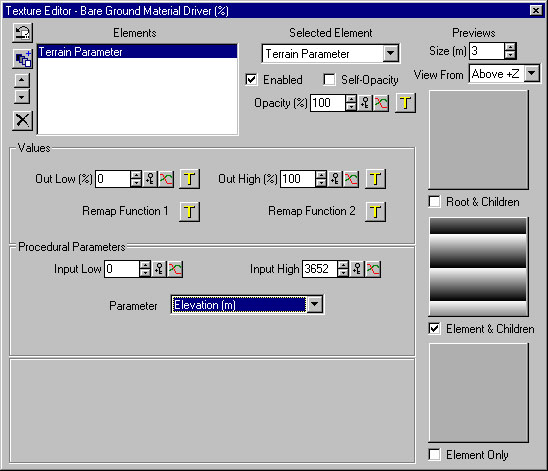 Texture Editor - Bare Ground Material Driver (%)
Elements
Terrain Parameter
Selected Element
Terrain Parameter
Enabled
Self-Opacity
Opacity (%) 100 T
Previews
Size (m) 3
View From Above +Z
Root & Children
Element & Children
Element Only
Values
Out Low (%) 0 T
Out High (%) 100 T
Remap Function 1 T
Remap Function 2 T
Procedural Parameters
Input Low 0
Input High 3652
Parameter Elevation (m)